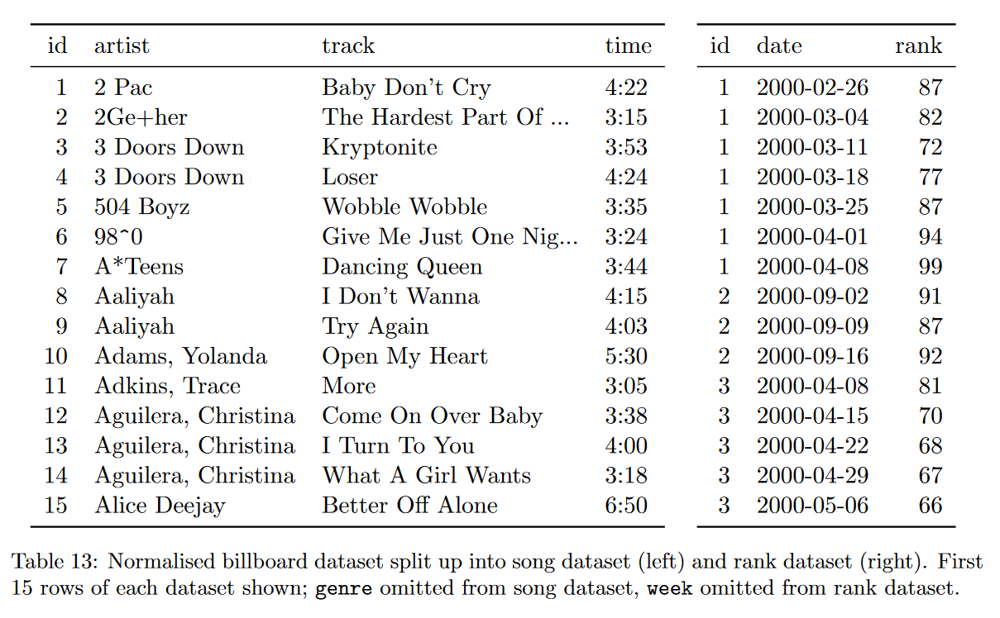 id artist track time id date rank
1 2 Pac Baby Don't Cry 4:22 1 2000-02-26 87
2 2Ge+her The Hardest Part Of ... 3:15 1 2000-03-04 82
3 3 Doors Down Kryptonite 3:53 1 2000-03-11 72
4 3 Doors Down Loser 4:24 1 2000-03-18 77
5 504 Boyz Wobble Wobble 3:35 1 2000-03-25 87
6 98^0 Give Me Just One Nig... 3:24 1 2000-04-01 94
7 A*Teens Dancing Queen 3:44 1 2000-04-08 99
8 Aaliyah I Don't Wanna 4:15 2 2000-09-02 91
9 Aaliyah Try Again 4:03 2 2000-09-09 87
10 Adams, Yolanda Open My Heart 5:30 2 2000-09-16 92
11 Adkins, Trace More 3:05 3 2000-04-08 81
12 Aguilera, Christina Come On Over Baby 3:38 3 2000-04-15 70
13 Aguilera, Christina I Turn To You 4:00 3 2000-04-22 68
14 Aguilera, Christina What A Girl Wants 3:18 3 2000-04-29 67
15 Alice Deejay Better Off Alone 6:50 3 2000-05-06 66
Table 13: Normalised billboard dataset split up into song dataset (left) and rank dataset (right). First
15 rows of each dataset shown; genre omitted from song dataset, week omitted from rank dataset.